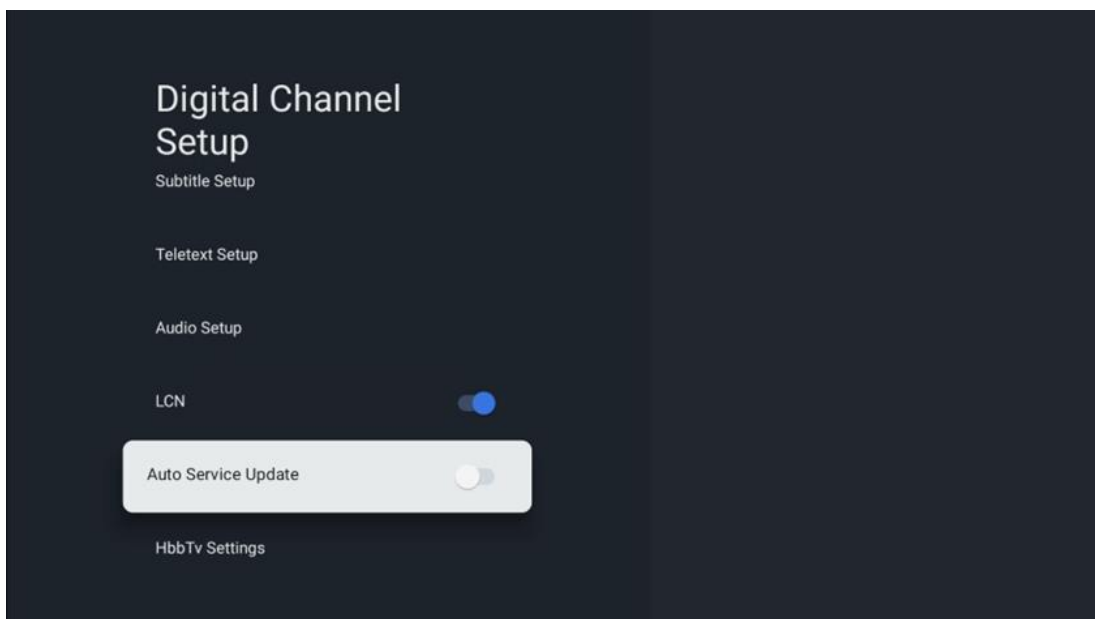 Digital Channel
Setup
Subtitle Setup
Teletext Setup
Audio Setup
LCN
Auto Service Update
HbbTv Settings